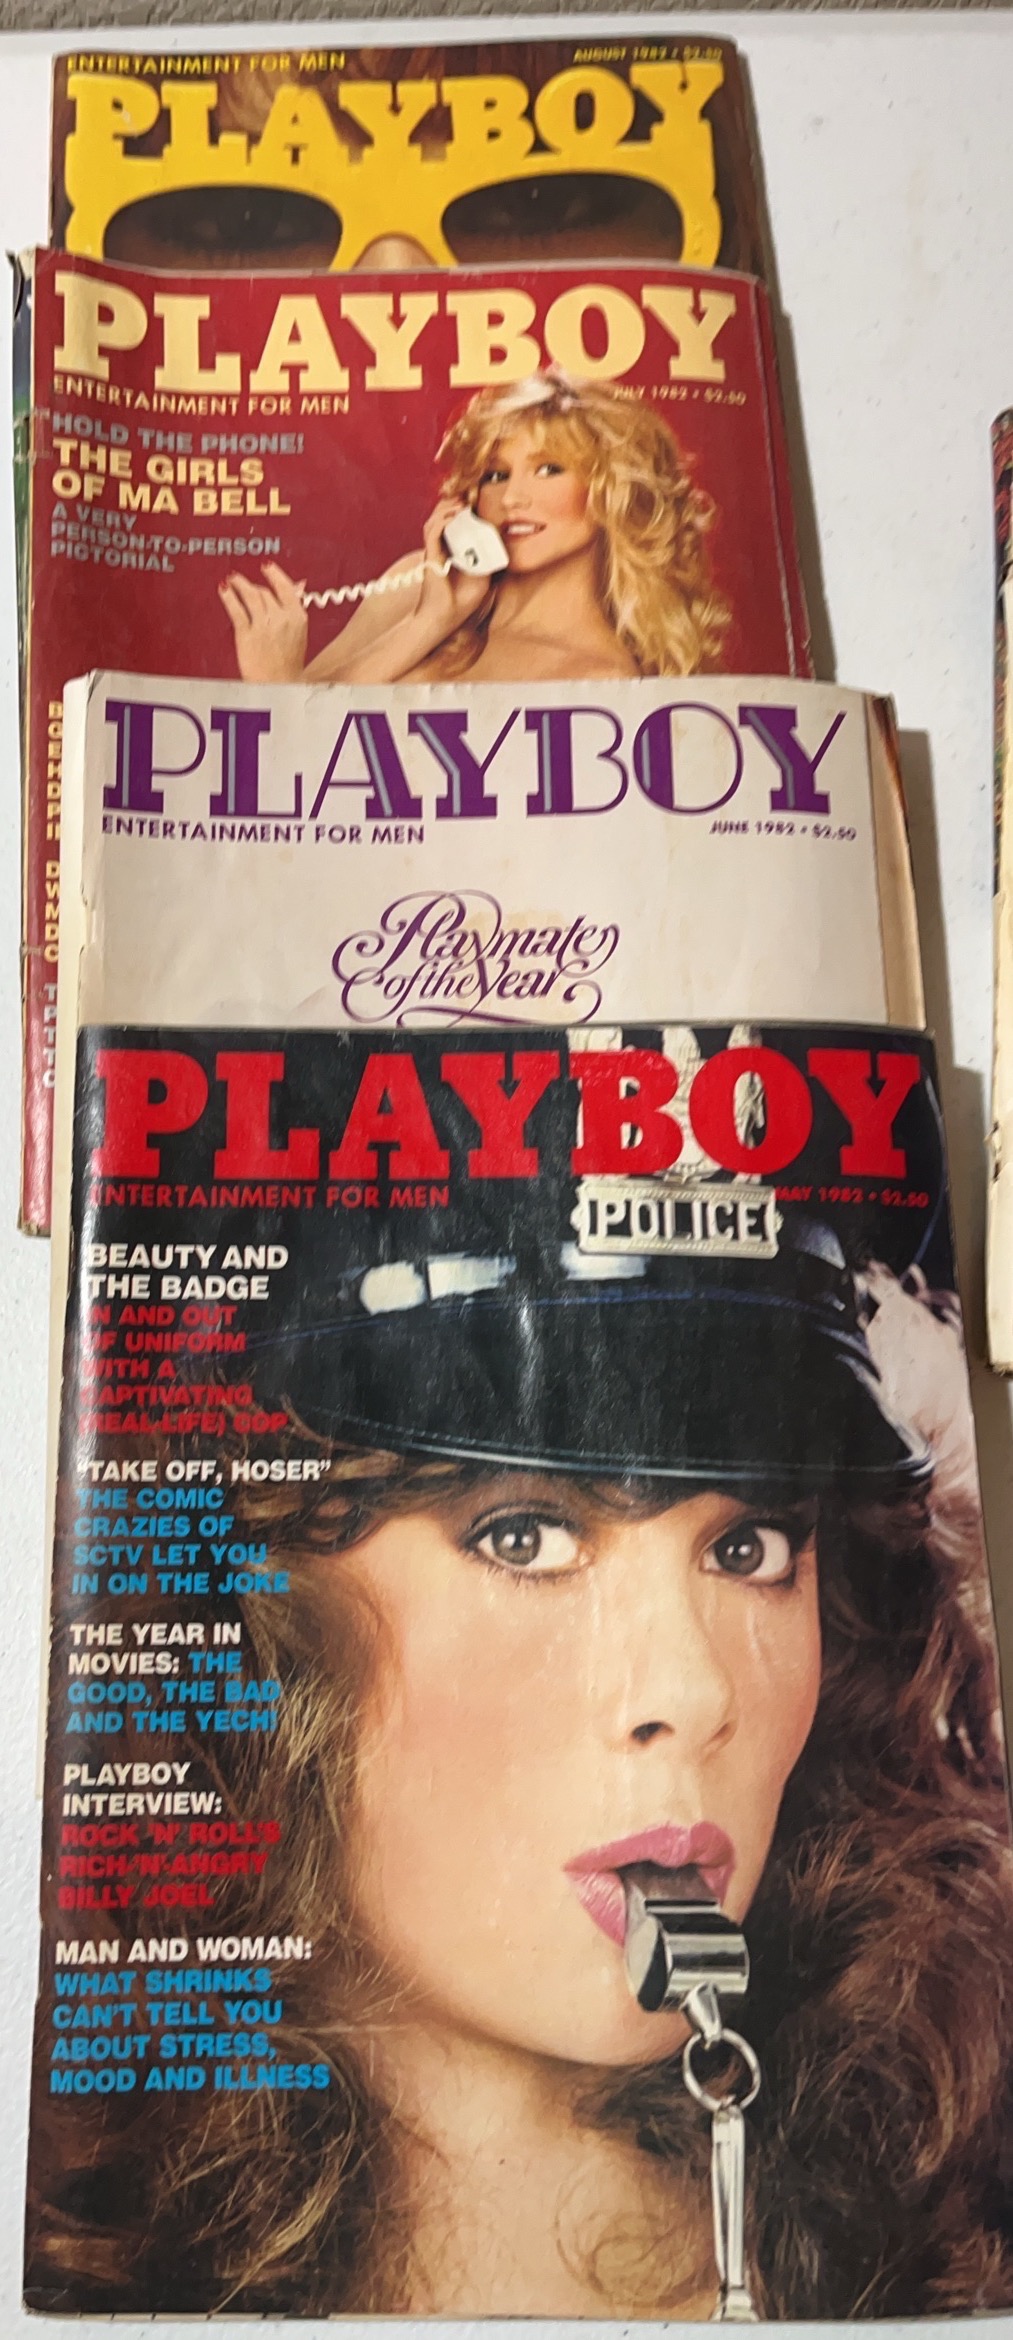 ENTERTAINMENT FOR MEN
AUGUST 1982 • $2.50
PLAYBOY
PLAYBOY
ENTERTAINMENT FOR MEN
JULY 1982 • $2.50
HOLD THE PHONE!
THE GIRLS
OF MA BELL
A VERY
PERSON-TO-PERSON
PICTORIAL
PLAYBOY
ENTERTAINMENT FOR MEN
JUNE 1982 • $2.50
Playmate
of the Year
PLAYBOY
ENTERTAINMENT FOR MEN
MAY 1982 • $2.50
POLICE
BEAUTY AND
THE BADGE
IN AND OUT
OF UNIFORM
WITH A
CAPTIVATING
(REAL-LIFE) COP
"TAKE OFF, HOSER"
THE COMIC
CRAZIES OF
SCTV LET YOU
IN ON THE JOKE
THE YEAR IN
MOVIES: THE
GOOD, THE BAD
AND THE YECH!
PLAYBOY
INTERVIEW:
ROCK 'N' ROLL'S
RICH-'N'-ANGRY
BILLY JOEL
MAN AND WOMAN:
WHAT SHRINKS
CAN'T TELL YOU
ABOUT STRESS,
MOOD AND ILLNESS